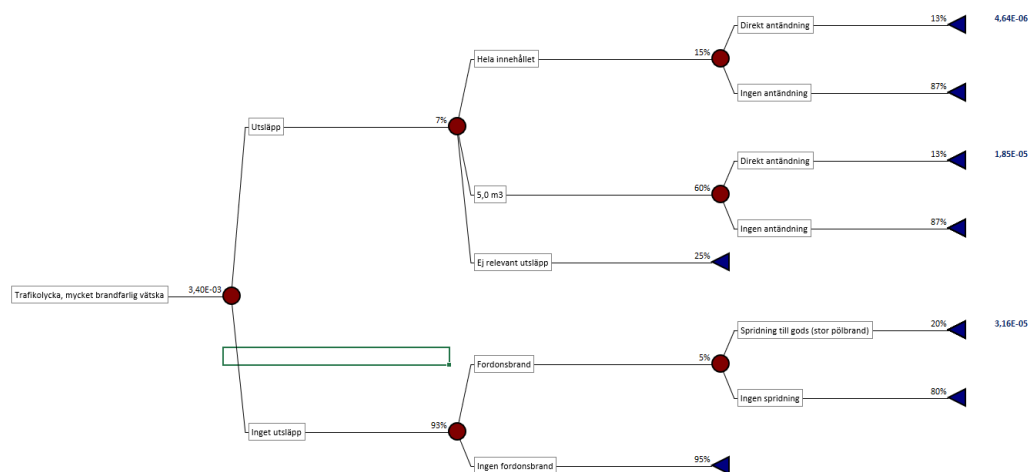 Direkt antändning 13% 4,64E-06
Hela innehållet 15%
Ingen antändning 87%
Utsläpp 7%
Direkt antändning 13% 1,85E-05
5,0 m3 60%
Ingen antändning 87%
Ej relevant utsläpp 25%
Trafikolycka, mycket brandfarlig vätska 3,40E-03
Spridning till gods (stor pölbrand) 20% 3,16E-05
Fordonsbrand 5%
Ingen spridning 80%
Inget utsläpp 93%
Ingen fordonsbrand 95%